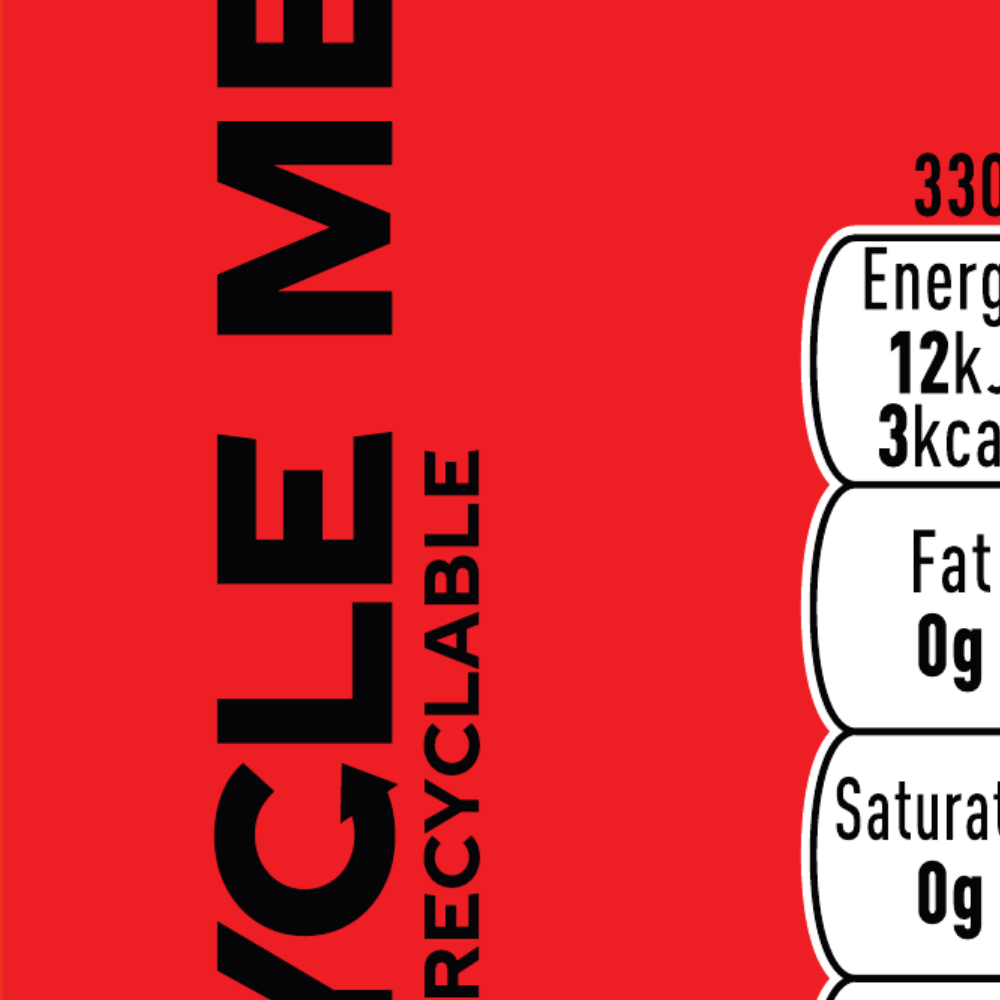 YCLE ME
RECYCLABLE
330
Energ
12kJ
3kca
Fat
0g
Saturat
0g